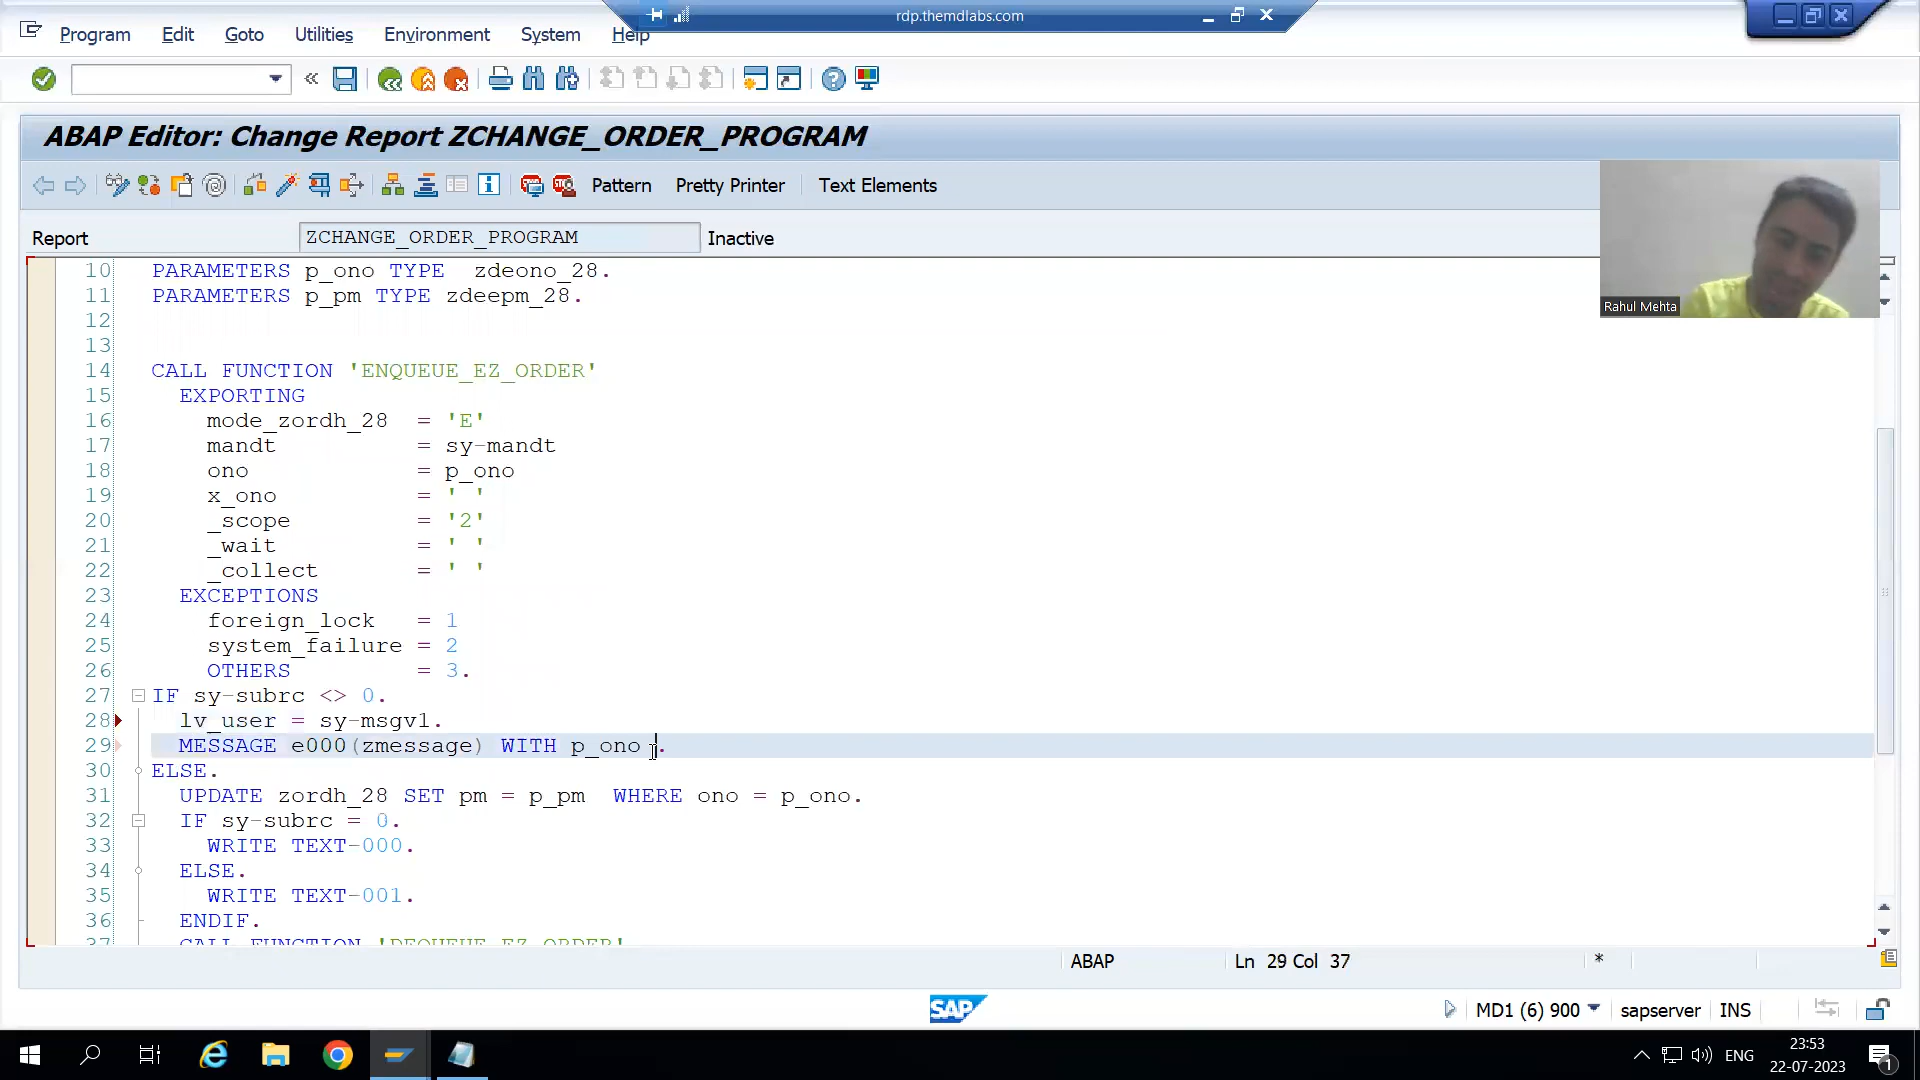 rdp.themdlabs.com
Program Edit Goto Utilities Environment System Help
ABAP Editor: Change Report ZCHANGE_ORDER_PROGRAM
Pattern Pretty Printer Text Elements
Report ZCHANGE_ORDER_PROGRAM Inactive
Rahul Mehta
10 PARAMETERS p_ono TYPE  zdeono_28.
11 PARAMETERS p_pm TYPE zdeepm_28.
12
13
14 CALL FUNCTION 'ENQUEUE_EZ_ORDER'
15 EXPORTING
16 mode_zordh_28 = 'E'
17 mandt = sy-mandt
18 ono = p_ono
19 x_ono = ' '
20 _scope = '2'
21 _wait = ' '
22 _collect = ' '
23 EXCEPTIONS
24 foreign_lock = 1
25 system_failure = 2
26 OTHERS = 3.
27 IF sy-subrc <> 0.
28 lv_user = sy-msgv1.
29 MESSAGE e000(zmessage) WITH p_ono .
30 ELSE.
31 UPDATE zordh_28 SET pm = p_pm  WHERE ono = p_ono.
32 IF sy-subrc = 0.
33 WRITE TEXT-000.
34 ELSE.
35 WRITE TEXT-001.
36 ENDIF.
37 CALL FUNCTION 'DEQUEUE_EZ_ORDER'
ABAP Ln 29 Col 37 *
SAP MD1 (6) 900 sapserver INS
ENG 23:53
22-07-2023 1